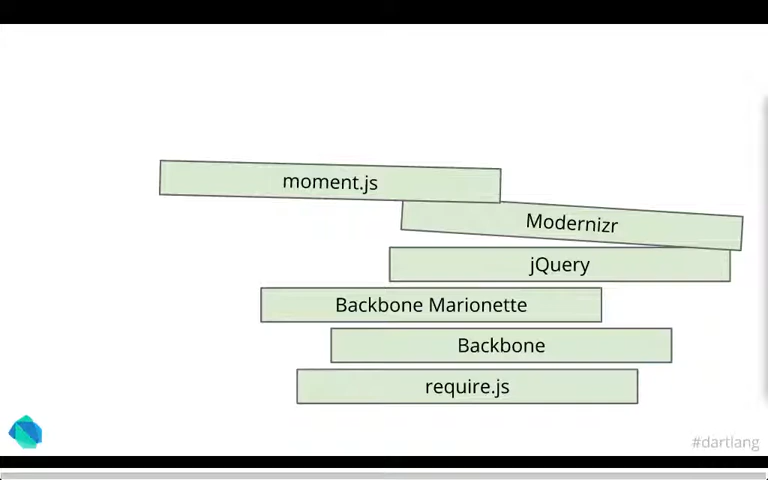 moment.js
Modernizr
jQuery
Backbone Marionette
Backbone
require.js
#dartlang